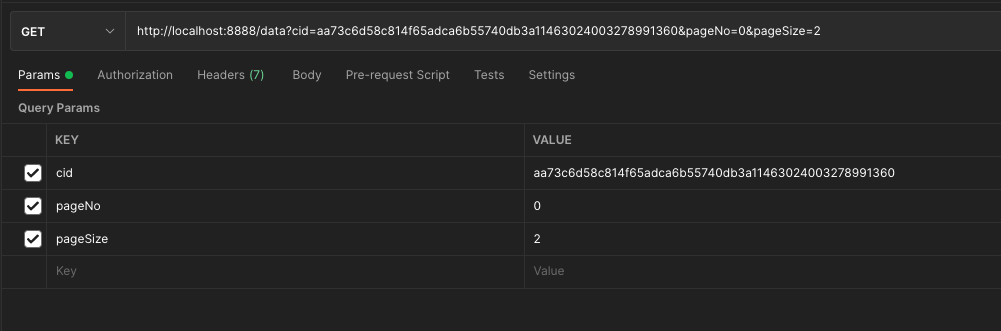 GET http://localhost:8888/data?cid=aa73c6d58c814f65adca6b55740db3a11463024003278991360&pageNo=0&pageSize=2
Params Authorization Headers (7) Body Pre-request Script Tests Settings
Query Params
KEY VALUE
cid aa73c6d58c814f65adca6b55740db3a11463024003278991360
pageNo 0
pageSize 2
Key Value